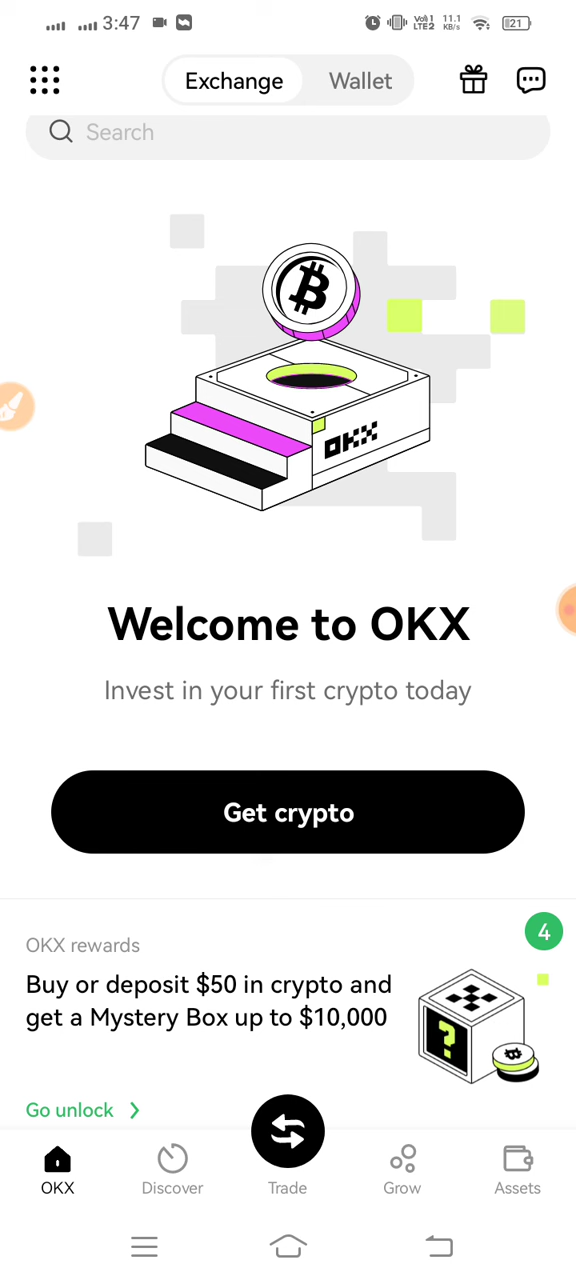 3:47
Vol 1
LTE2
11.1
KB/s
21
Exchange
Wallet
Search
OKX
Welcome to OKX
Invest in your first crypto today
Get crypto
4
OKX rewards
Buy or deposit $50 in crypto and
get a Mystery Box up to $10,000
?
Go unlock
OKX
Discover
Trade
Grow
Assets